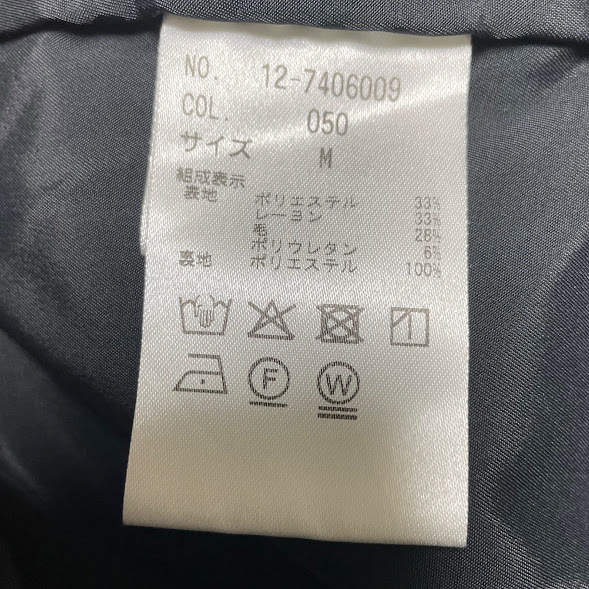 NO. 12-7406009
COL. 050
サイズ M
組成表示
表地 ポリエステル 33%
レーヨン 33%
毛 28%
ポリウレタン 6%
裏地 ポリエステル 100%
F W